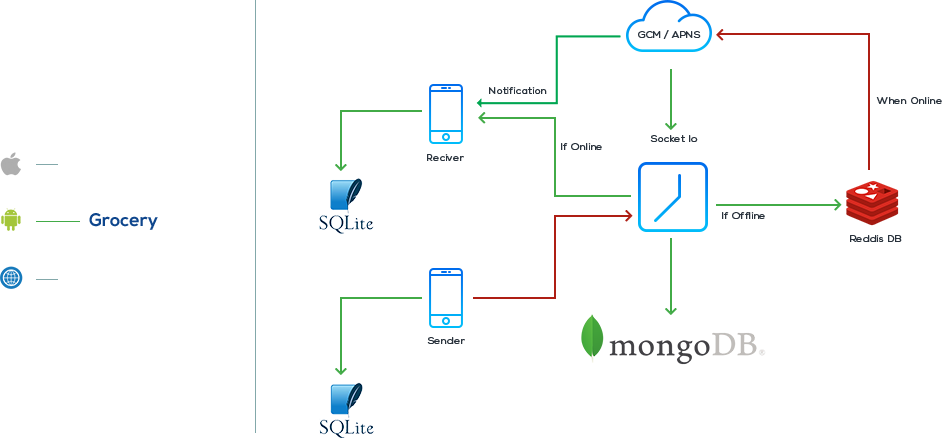 GCM / APNS
Notification
When Online
Socket Io
If Online
Reciver
SQLite
If Offline
Grocery
Reddis DB
Sender
mongoDB®
SQLite